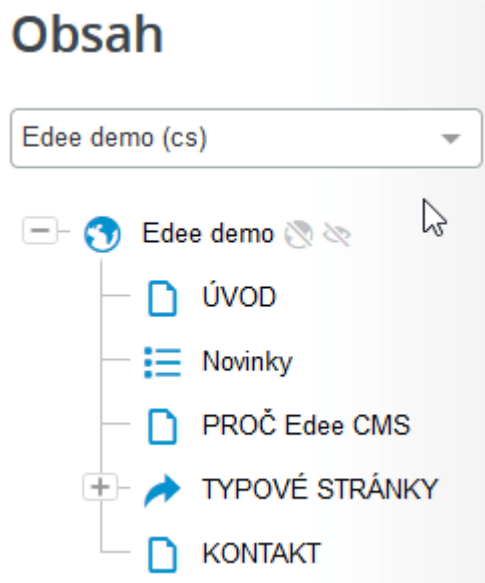 Obsah
Edee demo (cs)
Edee demo
ÚVOD
Novinky
PROČ Edee CMS
TYPOVÉ STRÁNKY
KONTAKT